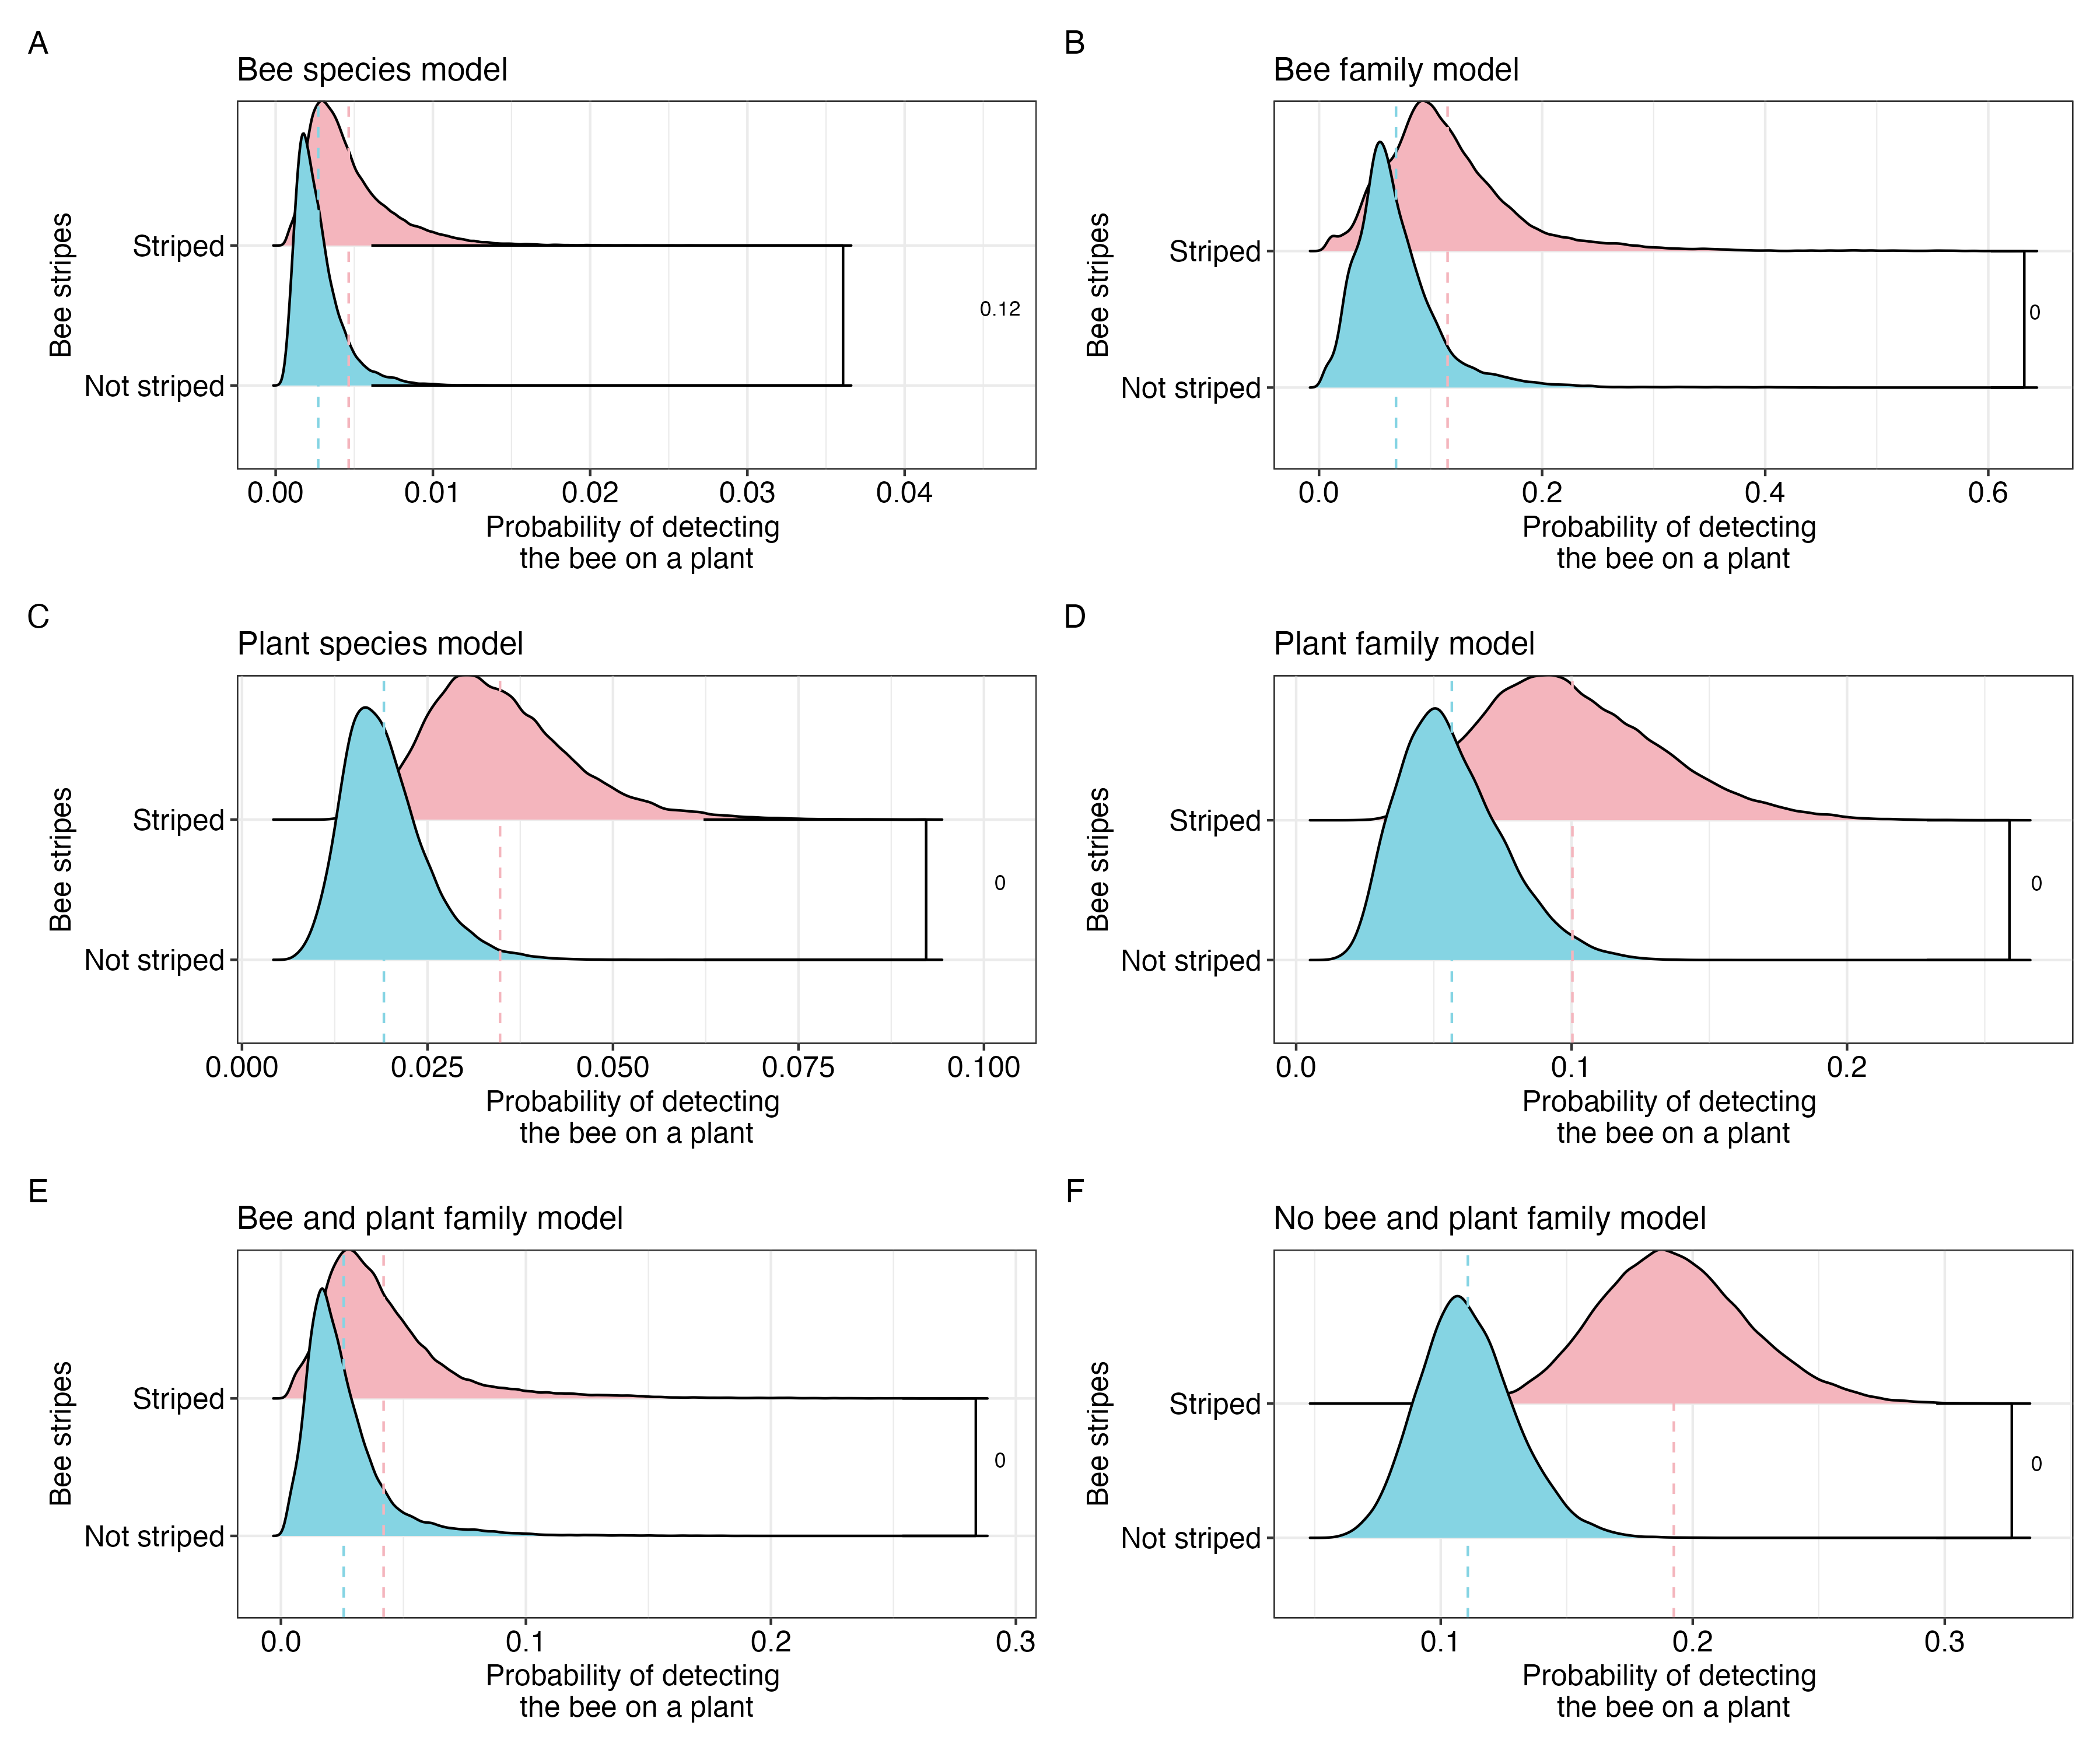 A
Bee species model
Bee stripes
Striped
Not striped
0.12
0.00 0.01 0.02 0.03 0.04
Probability of detecting
the bee on a plant
B
Bee family model
Bee stripes
Striped
Not striped
0
0.0 0.2 0.4 0.6
Probability of detecting
the bee on a plant
C
Plant species model
Bee stripes
Striped
Not striped
0
0.000 0.025 0.050 0.075 0.100
Probability of detecting
the bee on a plant
D
Plant family model
Bee stripes
Striped
Not striped
0
0.0 0.1 0.2
Probability of detecting
the bee on a plant
E
Bee and plant family model
Bee stripes
Striped
Not striped
0
0.0 0.1 0.2 0.3
Probability of detecting
the bee on a plant
F
No bee and plant family model
Bee stripes
Striped
Not striped
0
0.1 0.2 0.3
Probability of detecting
the bee on a plant